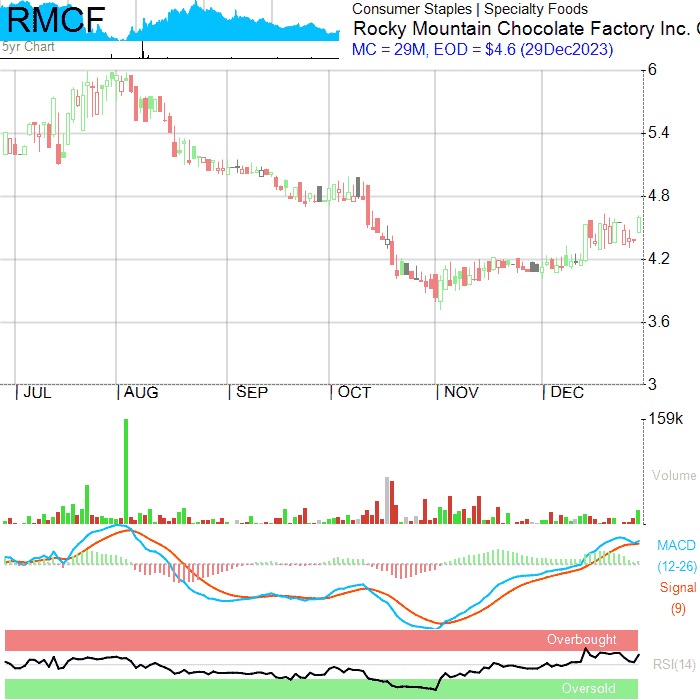 RMCF
5yr Chart
Consumer Staples | Specialty Foods
Rocky Mountain Chocolate Factory Inc.
MC = 29M, EOD = $4.6 (29Dec2023)
6
5.4
4.8
4.2
3.6
3
JUL AUG SEP OCT NOV DEC
159k
Volume
MACD
(12-26)
Signal
(9)
Overbought
RSI(14)
Oversold